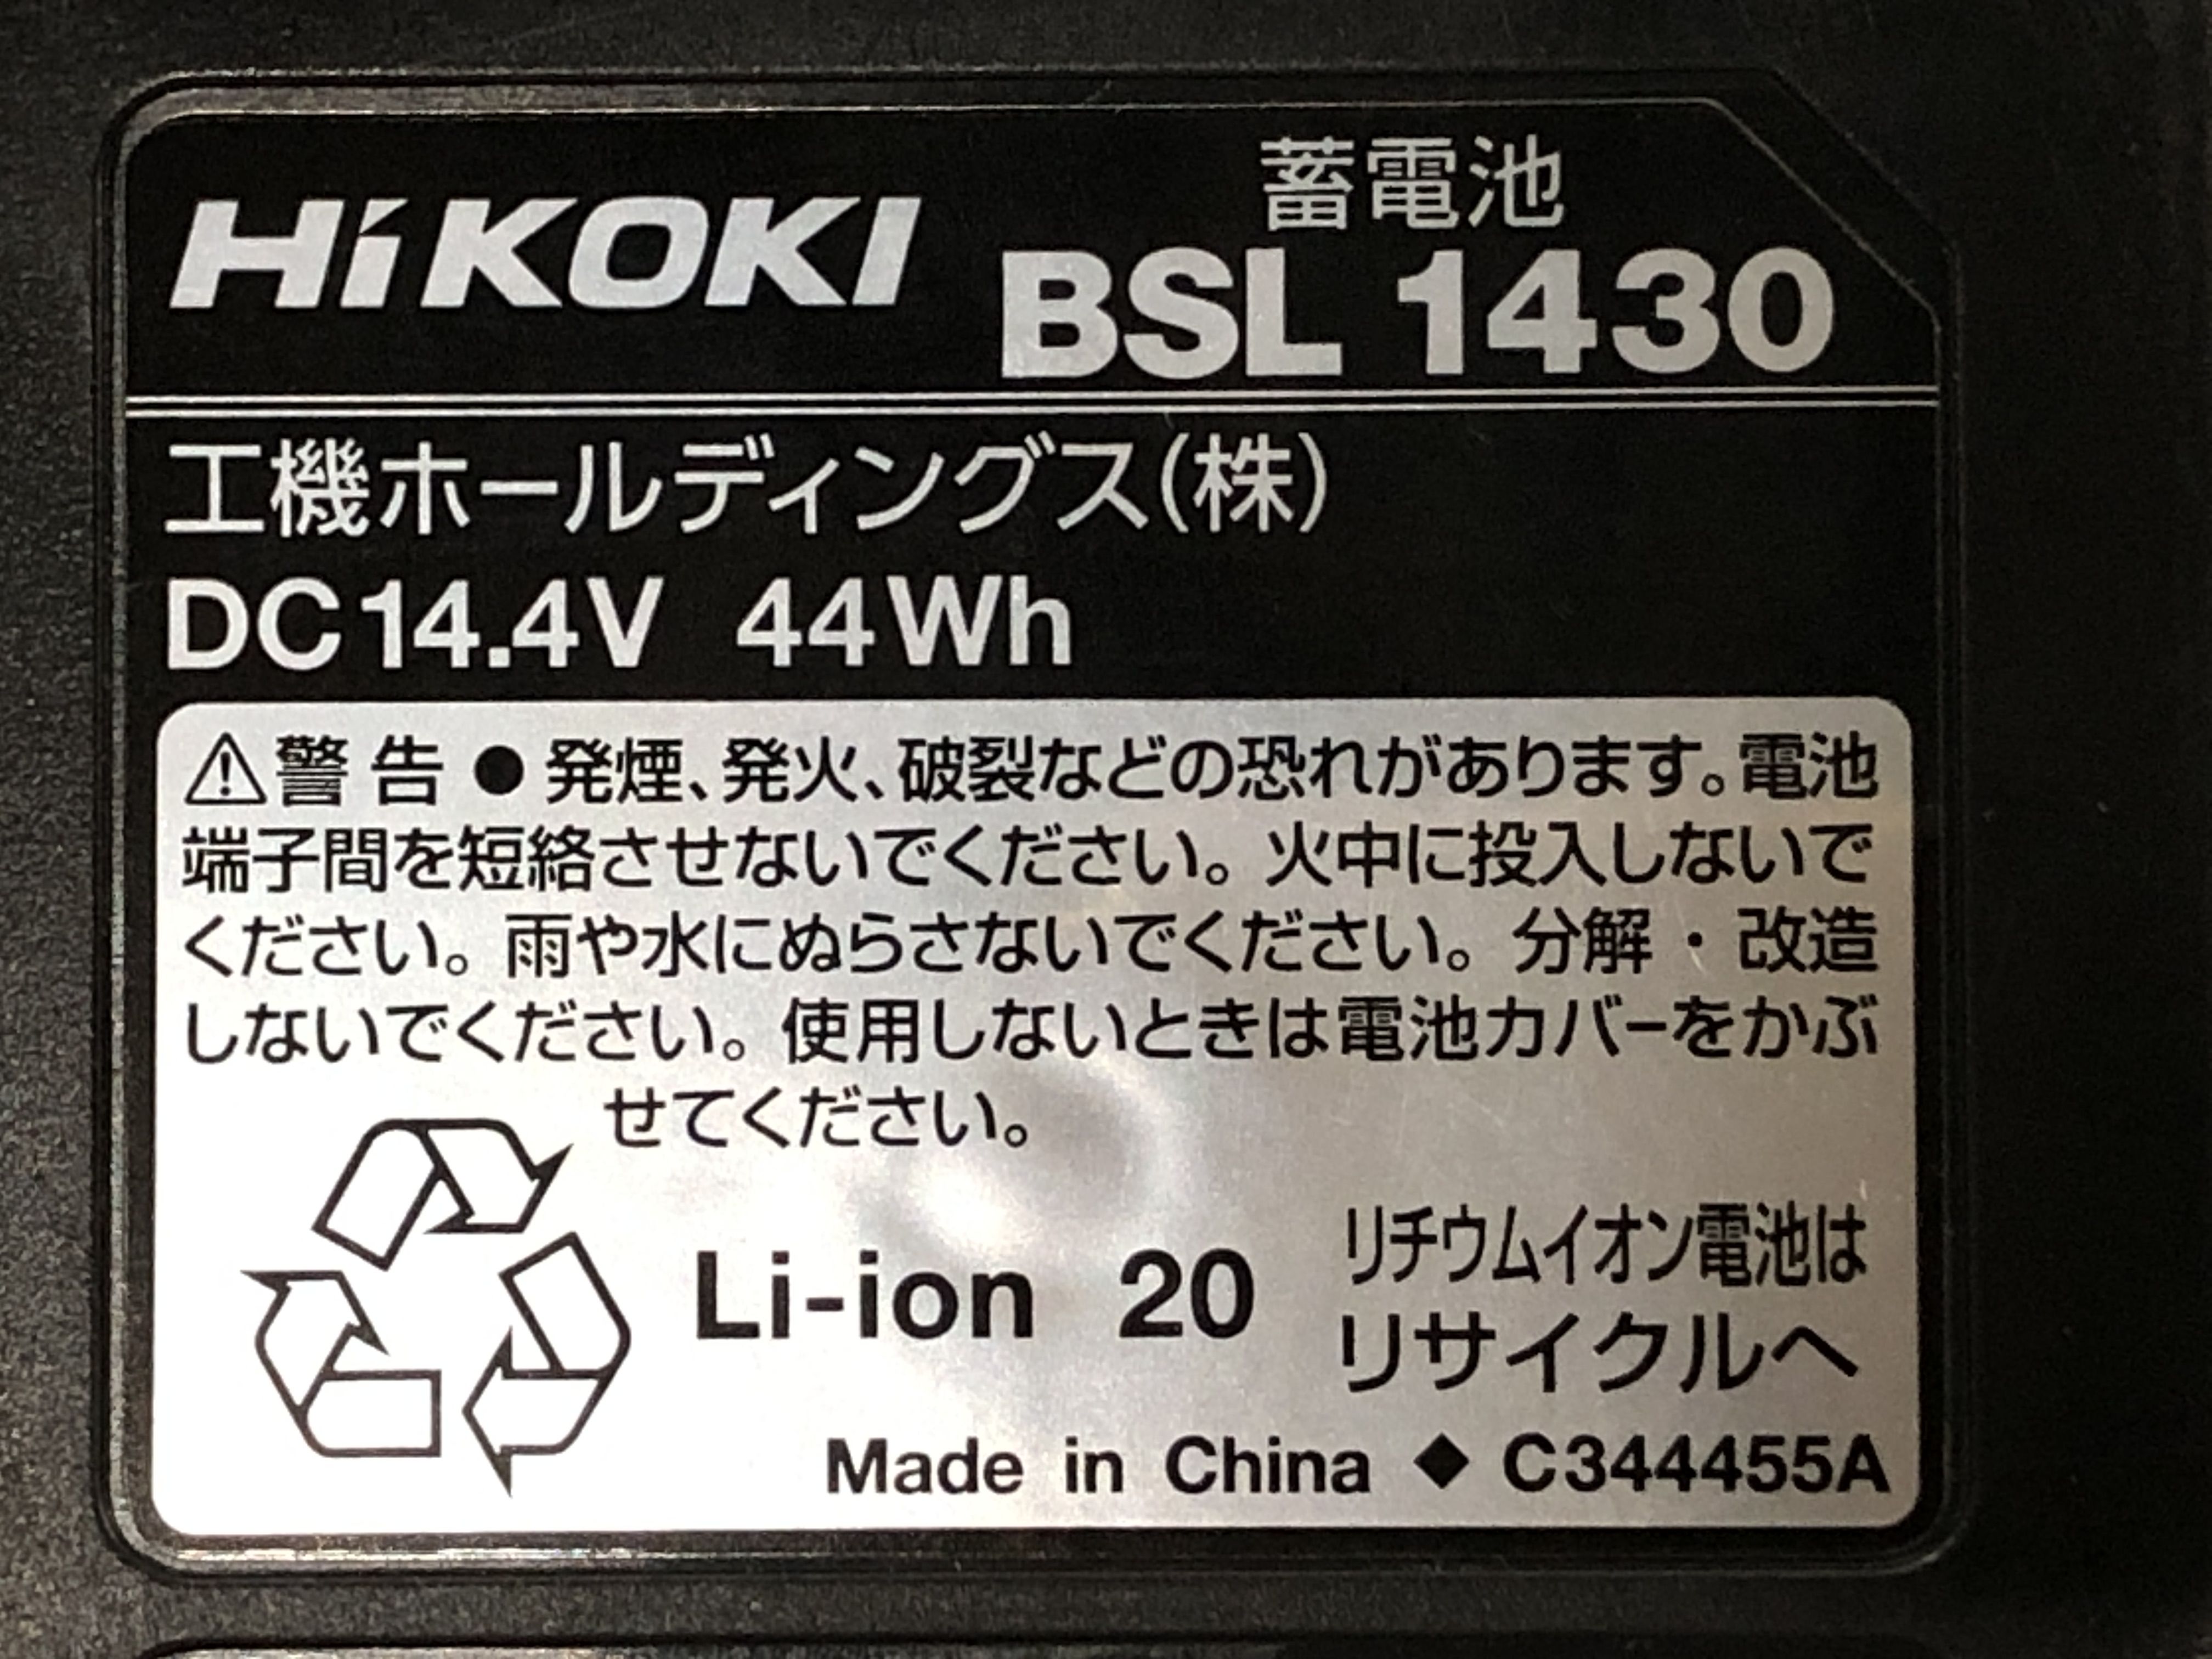 HiKOKI
蓄電池
BSL 1430
工機ホールディングス(株)
DC14.4V 44Wh
⚠警告 ● 発煙、発火、破裂などの恐れがあります。電池
端子間を短絡させないでください。火中に投入しないで
ください。雨や水にぬらさないでください。分解・改造
しないでください。使用しないときは電池カバーをかぶ
せてください。
Li-ion 20
リチウムイオン電池は
リサイクルへ
Made in China ◆ C344455A